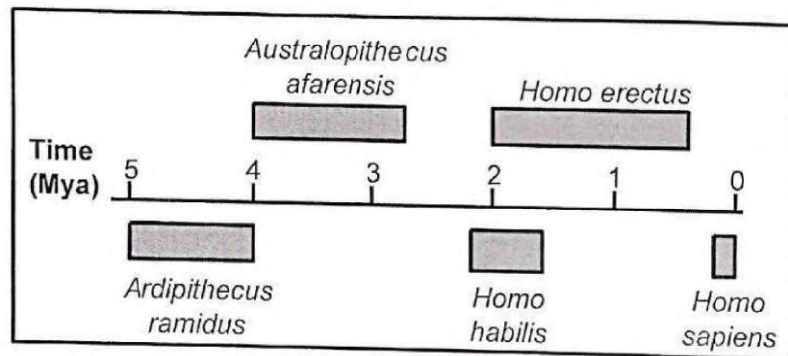 Australopithecus
afarensis
Homo erectus
Time
(Mya)
5 4 3 2 1 0
Ardipithecus
ramidus
Homo
habilis
Homo
sapiens